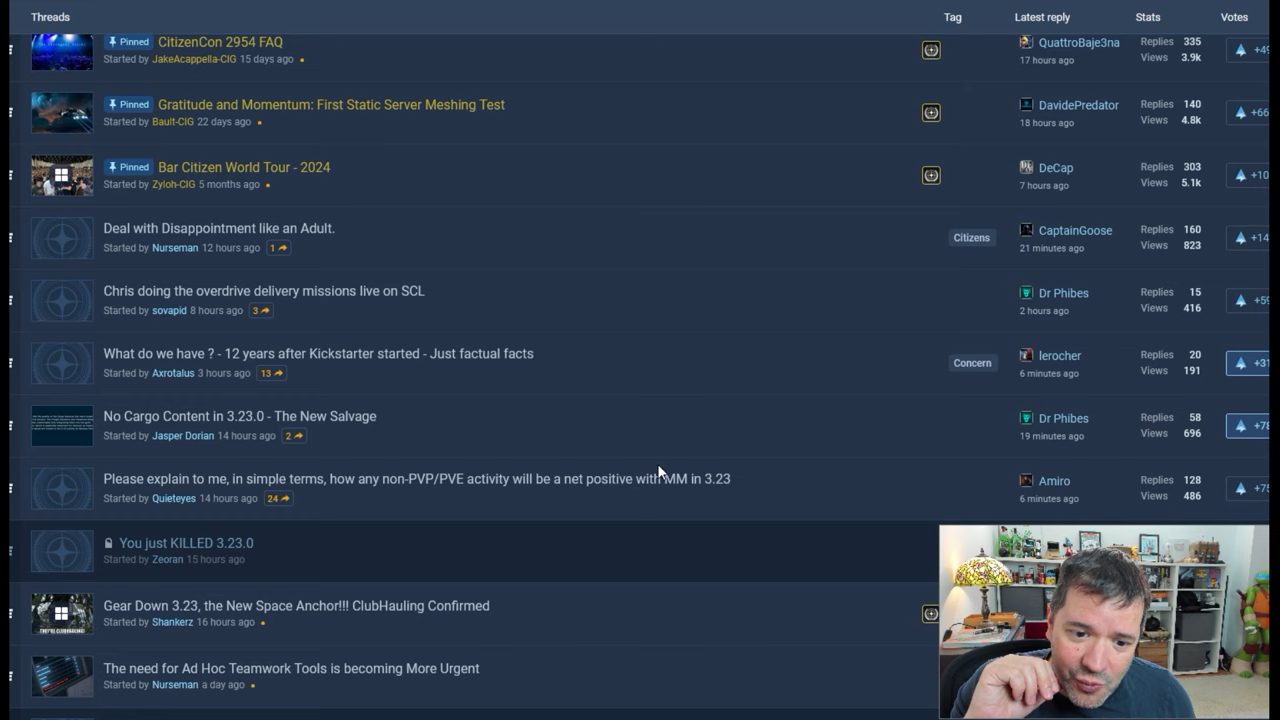 Threads Tag Latest reply Stats Votes
Pinned CitizenCon 2954 FAQ
Started by JakeAcappella-CIG 15 days ago
QuattroBaje3na
17 hours ago
Replies 335
Views 3.9k
Pinned Gratitude and Momentum: First Static Server Meshing Test
Started by Bault-CIG 22 days ago
DavidePredator
18 hours ago
Replies 140
Views 4.8k
+66
Pinned Bar Citizen World Tour - 2024
Started by Zyloh-CIG 5 months ago
DeCap
7 hours ago
Replies 303
Views 5.1k
+10
Deal with Disappointment like an Adult.
Started by Nurseman 12 hours ago 1
Citizens
CaptainGoose
21 minutes ago
Replies 160
Views 823
+14
Chris doing the overdrive delivery missions live on SCL
Started by sovapid 8 hours ago 3
Dr Phibes
2 hours ago
Replies 15
Views 416
+59
What do we have ? - 12 years after Kickstarter started - Just factual facts
Started by Axrotalus 3 hours ago 13
Concern
lerocher
6 minutes ago
Replies 20
Views 191
+31
No Cargo Content in 3.23.0 - The New Salvage
Started by Jasper Dorian 14 hours ago 2
Dr Phibes
19 minutes ago
Replies 58
Views 696
+78
Please explain to me, in simple terms, how any non-PVP/PVE activity will be a net positive with MM in 3.23
Started by Quieteyes 14 hours ago 24
Amiro
6 minutes ago
Replies 128
Views 486
+75
You just KILLED 3.23.0
Started by Zeoran 15 hours ago
Gear Down 3.23, the New Space Anchor!!! ClubHauling Confirmed
Started by Shankerz 16 hours ago
The need for Ad Hoc Teamwork Tools is becoming More Urgent
Started by Nurseman a day ago